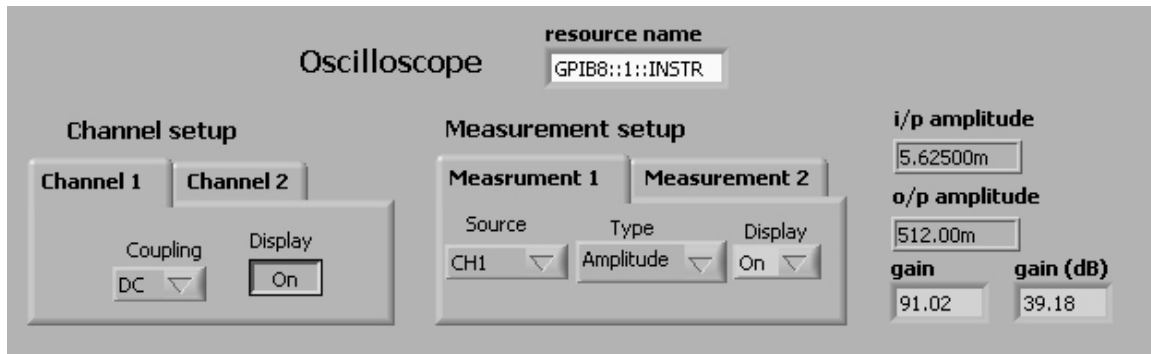 resource name
Oscilloscope
GPIB8::1::INSTR
Channel setup
Channel 1 Channel 2
Coupling Display
DC On
Measurement setup
Measrument 1 Measurement 2
Source Type Display
CH1 Amplitude On
i/p amplitude
5.62500m
o/p amplitude
512.00m
gain gain (dB)
91.02 39.18